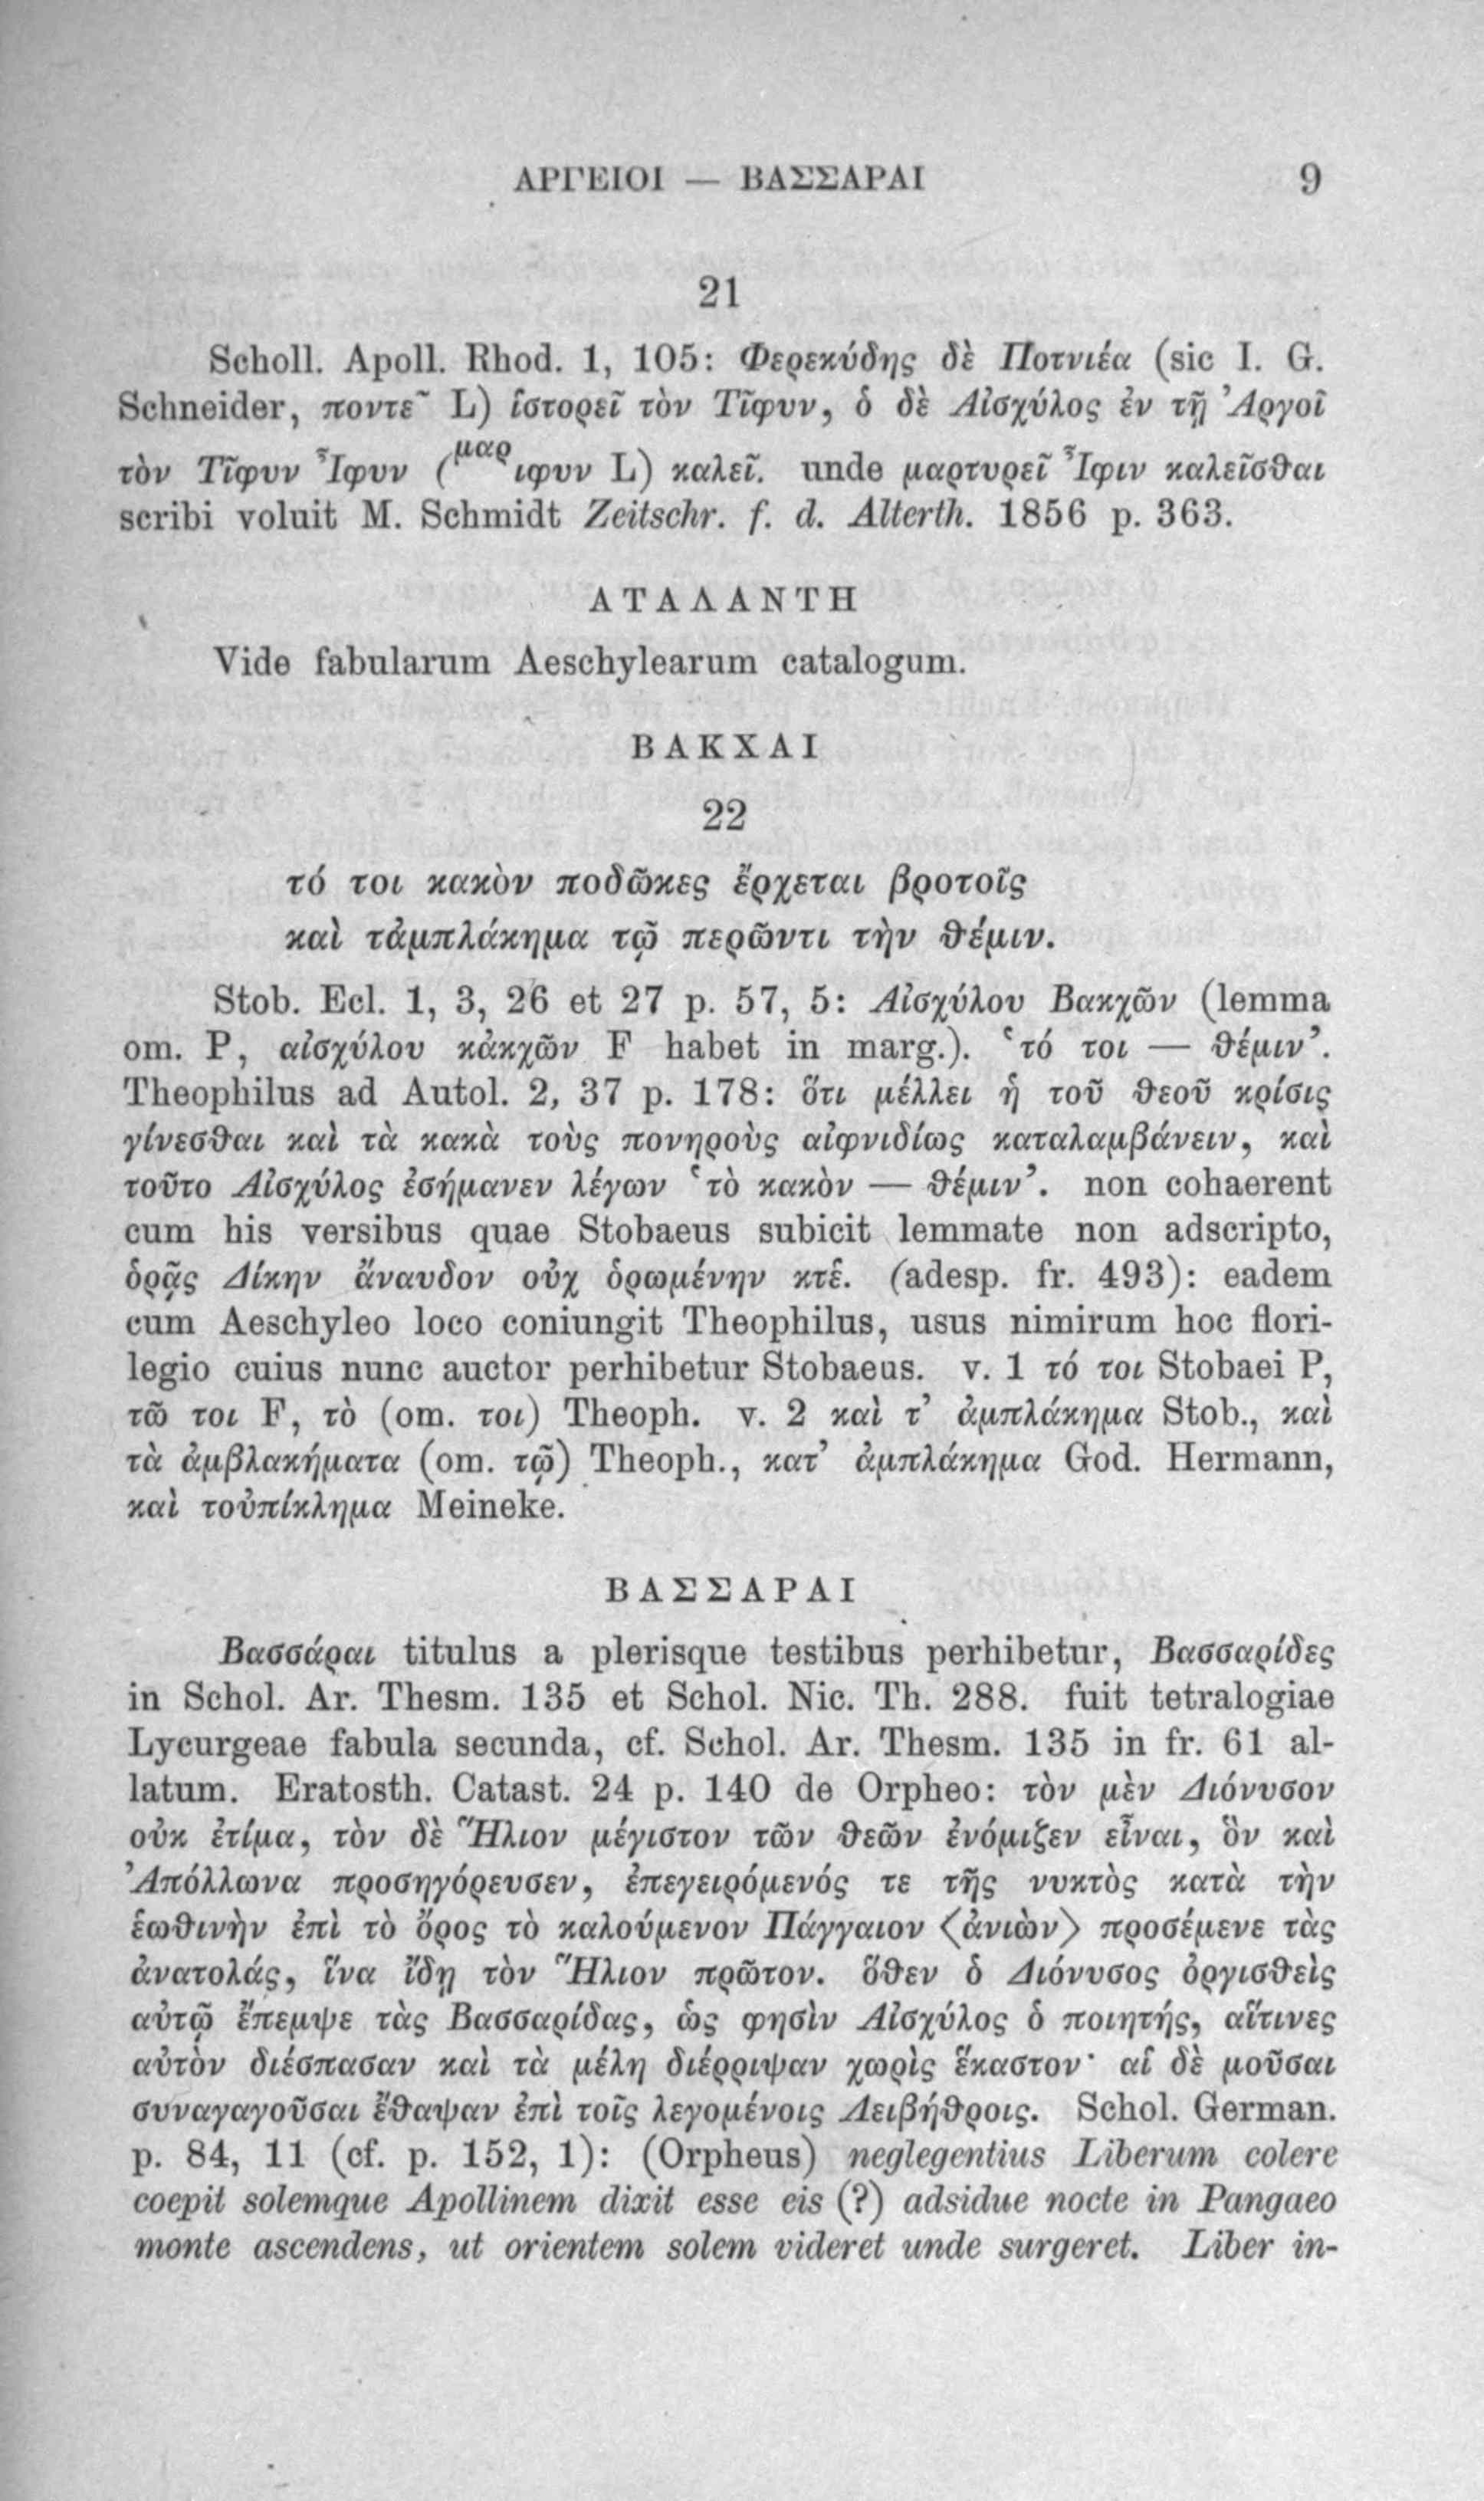 ΑΡΓΕΙΟΙ — ΒΑΣΣΑΡΑΙ 9
21
Scholl. Apoll. Rhod. 1, 105: Φερεκύδης δὲ Ποτνιέα (sic I. G.
Schneider, ποντε῀ L) ἱστορεῖ τὸν Τῖφυν, ὁ δὲ Αἰσχύλος ἐν τῇ Ἀργοῖ
τὸν Τῖφυν Ἶφυν (μαρ ιφυν L) καλεῖ. unde μαρτυρεῖ Ἶφιν καλεῖσθαι
scribi voluit M. Schmidt Zeitschr. f. d. Alterth. 1856 p. 363.
ΑΤΑΛΑΝΤΗ
Vide fabularum Aeschylearum catalogum.
ΒΑΚΧΑΙ
22
τό τοι κακὸν ποδῶκες ἔρχεται βροτοῖς
καὶ τἀμπλάκημα τῷ περῶντι τὴν θέμιν.
Stob. Ecl. 1, 3, 26 et 27 p. 57, 5: Αἰσχύλου Βακχῶν (lemma
om. P, αἰσχύλου κἀκχῶν F habet in marg.). ‘τό τοι — θέμιν’.
Theophilus ad Autol. 2, 37 p. 178: ὅτι μέλλει ἡ τοῦ θεοῦ κρίσις
γίνεσθαι καὶ τὰ κακὰ τοὺς πονηροὺς αἰφνιδίως καταλαμβάνειν, καὶ
τοῦτο Αἰσχύλος ἐσήμανεν λέγων ‘τὸ κακὸν — θέμιν’. non cohaerent
cum his versibus quae Stobaeus subicit lemmate non adscripto,
ὁρᾷς Δίκην ἄναυδον οὐχ ὁρωμένην κτἑ. (adesp. fr. 493): eadem
cum Aeschyleo loco coniungit Theophilus, usus nimirum hoc flori-
legio cuius nunc auctor perhibetur Stobaeus. v. 1 τό τοι Stobaei P,
τῶ τοι F, τὸ (om. τοι) Theoph. v. 2 καὶ τ’ ἀμπλάκημα Stob., καὶ
τὰ ἀμβλακήματα (om. τῷ) Theoph., κατ’ ἀμπλάκημα God. Hermann,
καὶ τοὐπίκλημα Meineke.
ΒΑΣΣΑΡΑΙ
Βασσάραι titulus a plerisque testibus perhibetur, Βασσαρίδες
in Schol. Ar. Thesm. 135 et Schol. Nic. Th. 288. fuit tetralogiae
Lycurgeae fabula secunda, cf. Schol. Ar. Thesm. 135 in fr. 61 al-
latum. Eratosth. Catast. 24 p. 140 de Orpheo: τὸν μὲν Διόνυσον
οὐκ ἐτίμα, τὸν δὲ Ἥλιον μέγιστον τῶν θεῶν ἐνόμιζεν εἶναι, ὃν καὶ
Ἀπόλλωνα προσηγόρευσεν, ἐπεγειρόμενός τε τῆς νυκτὸς κατὰ τὴν
ἑωθινὴν ἐπὶ τὸ ὄρος τὸ καλούμενον Πάγγαιον ⟨ἀνιὼν⟩ προσέμενε τὰς
ἀνατολάς, ἵνα ἴδῃ τὸν Ἥλιον πρῶτον. ὅθεν ὁ Διόνυσος ὀργισθεὶς
αὐτῷ ἔπεμψε τὰς Βασσαρίδας, ὡς φησὶν Αἰσχύλος ὁ ποιητής, αἵτινες
αὐτὸν διέσπασαν καὶ τὰ μέλη διέρριψαν χωρὶς ἕκαστον· αἱ δὲ μοῦσαι
συναγαγοῦσαι ἔθαψαν ἐπὶ τοῖς λεγομένοις Λειβήθροις. Schol. German.
p. 84, 11 (cf. p. 152, 1): (Orpheus) neglegentius Liberum colere
coepit solemque Apollinem dixit esse eis (?) adsidue nocte in Pangaeo
monte ascendens, ut orientem solem videret unde surgeret. Liber in-